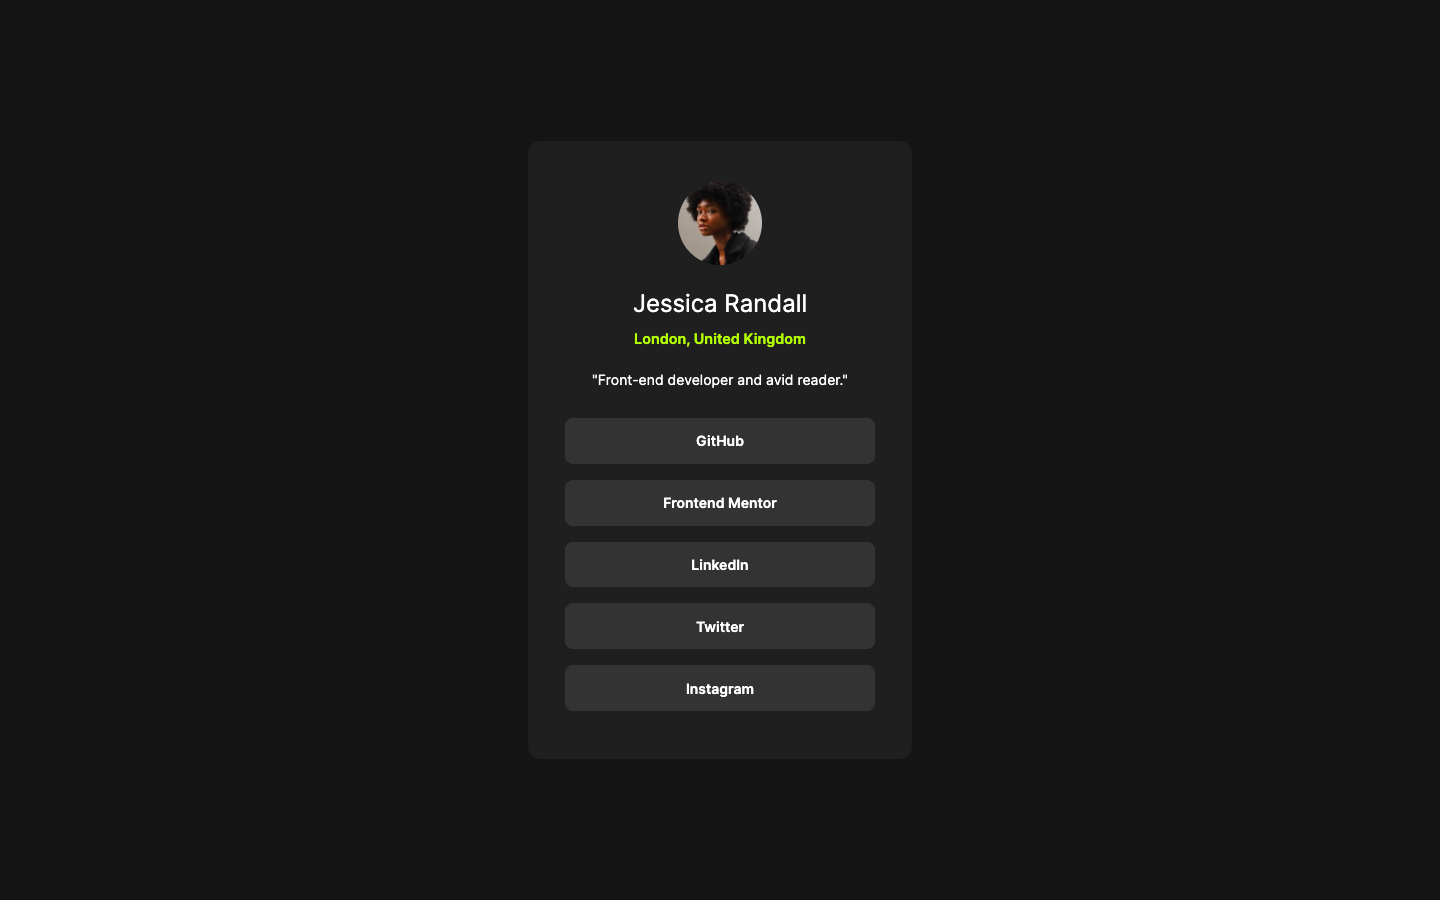 Jessica Randall
London, United Kingdom
"Front-end developer and avid reader."
GitHub
Frontend Mentor
LinkedIn
Twitter
Instagram